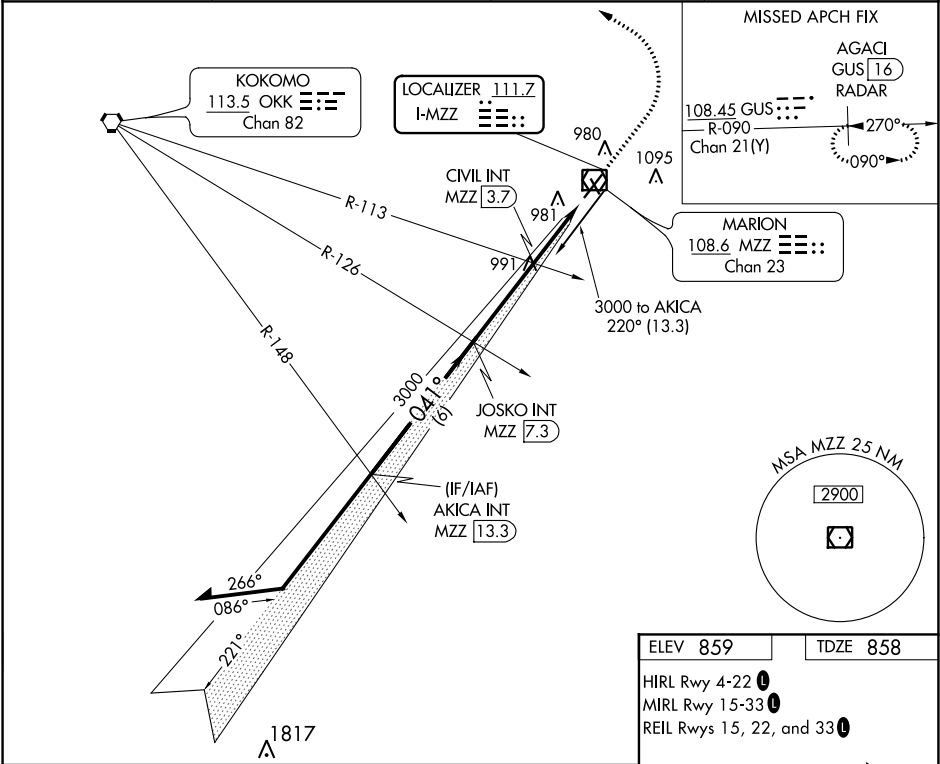 MISSED APCH FIX
AGACI
GUS 16
RADAR
108.45 GUS
R-090
Chan 21(Y)
270°
090°
KOKOMO
113.5 OKK
Chan 82
LOCALIZER 111.7
I-MZZ
980
1095
CIVIL INT
MZZ 3.7
981
R-113
MARION
108.6 MZZ
Chan 23
991
R-126
3000 to AKICA
220° (13.3)
R-148
3000
041°
(6)
JOSKO INT
MZZ 7.3
MSA MZZ 25 NM
2900
(IF/IAF)
AKICA INT
MZZ 13.3
266°
086°
221°
1817
ELEV 859
TDZE 858
HIRL Rwy 4-22 L
MIRL Rwy 15-33 L
REIL Rwys 15, 22, and 33 L